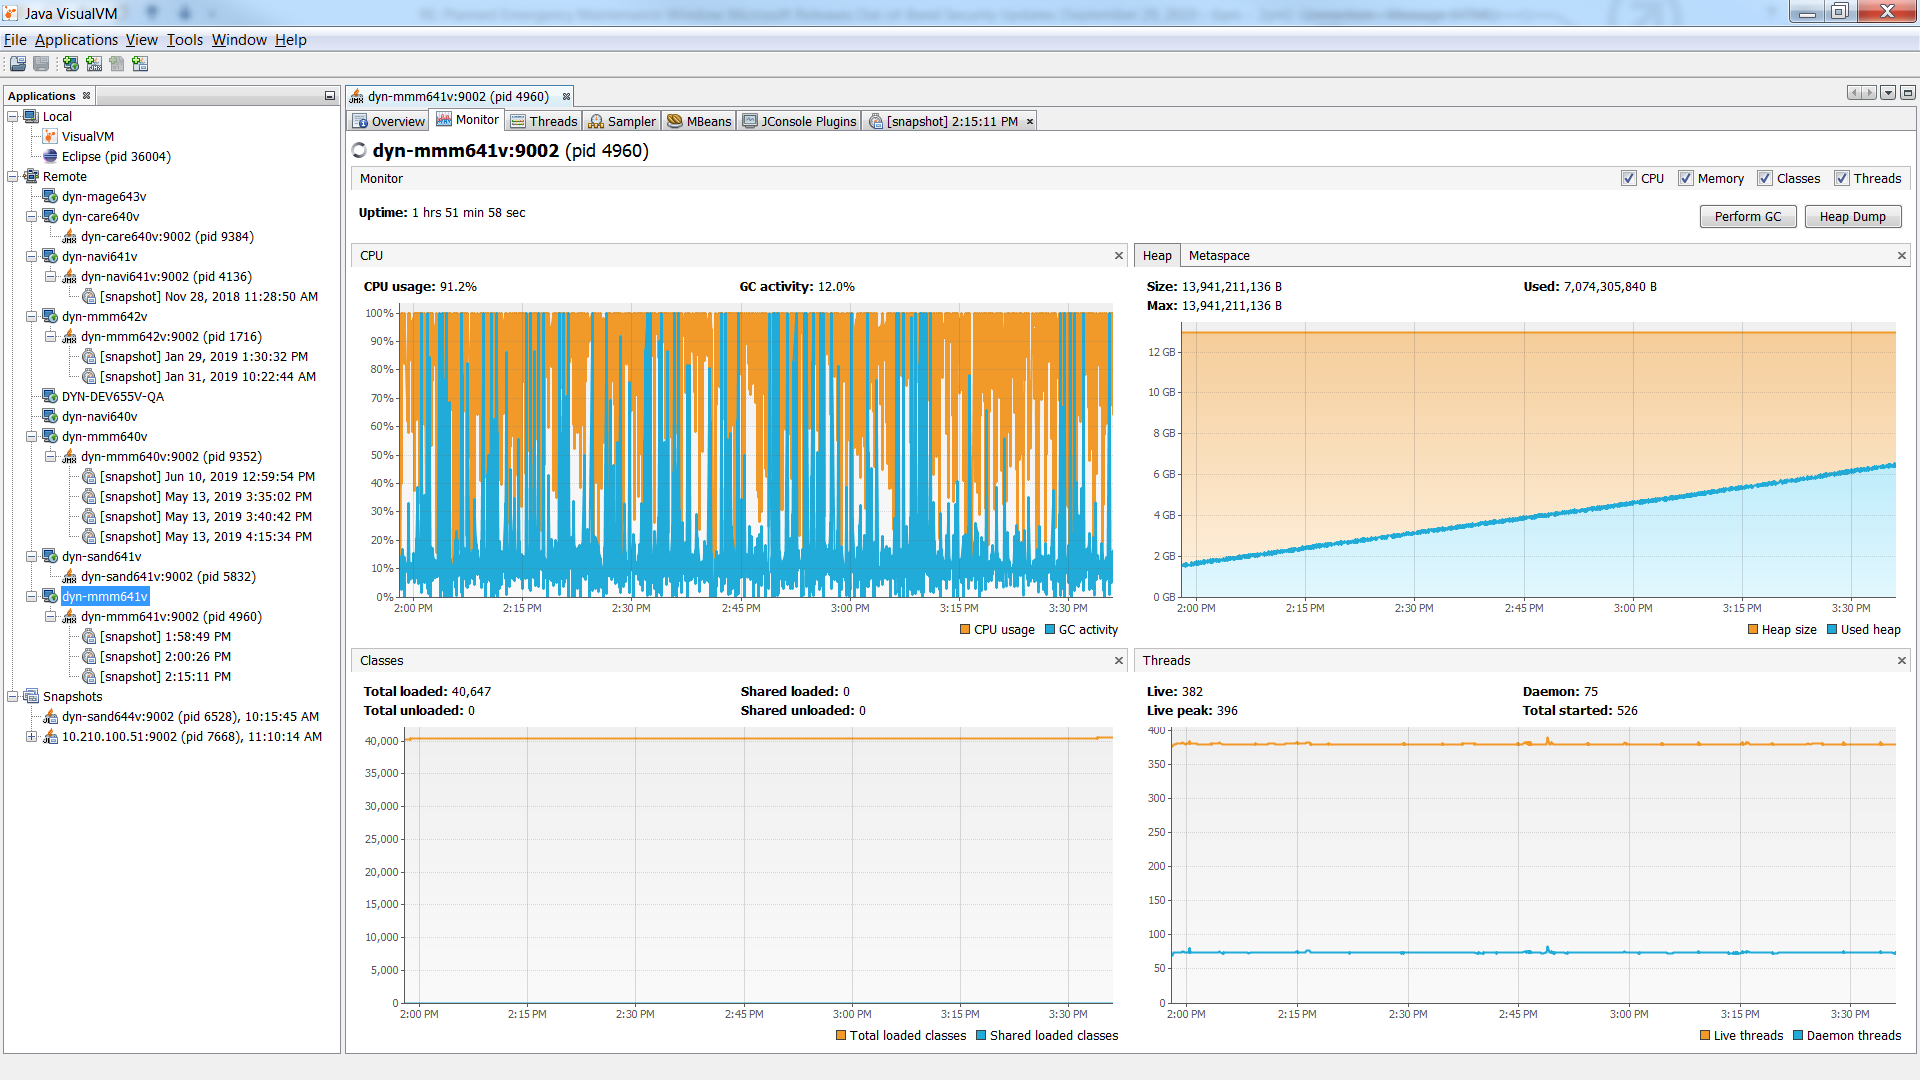 Java VisualVM
File Applications View Tools Window Help
Applications
Local
VisualVM
Eclipse (pid 36004)
Remote
dyn-mage643v
dyn-care640v
dyn-care640v:9002 (pid 9384)
dyn-navi641v
dyn-navi641v:9002 (pid 4136)
[snapshot] Nov 28, 2018 11:28:50 AM
dyn-mmm642v
dyn-mmm642v:9002 (pid 1716)
[snapshot] Jan 29, 2019 1:30:32 PM
[snapshot] Jan 31, 2019 10:22:44 AM
DYN-DEV655V-QA
dyn-navi640v
dyn-mmm640v
dyn-mmm640v:9002 (pid 9352)
[snapshot] Jun 10, 2019 12:59:54 PM
[snapshot] May 13, 2019 3:35:02 PM
[snapshot] May 13, 2019 3:40:42 PM
[snapshot] May 13, 2019 4:15:34 PM
dyn-sand641v
dyn-sand641v:9002 (pid 5832)
dyn-mmm641v
dyn-mmm641v:9002 (pid 4960)
[snapshot] 1:58:49 PM
[snapshot] 2:00:26 PM
[snapshot] 2:15:11 PM
Snapshots
dyn-sand644v:9002 (pid 6528), 10:15:45 AM
10.210.100.51:9002 (pid 7668), 11:10:14 AM
dyn-mmm641v:9002 (pid 4960)
Overview Monitor Threads Sampler MBeans JConsole Plugins [snapshot] 2:15:11 PM
dyn-mmm641v:9002 (pid 4960)
Monitor CPU Memory Classes Threads
Uptime: 1 hrs 51 min 58 sec
Perform GC Heap Dump
CPU
CPU usage: 91.2% GC activity: 12.0%
100%
90%
80%
70%
60%
50%
40%
30%
20%
10%
0%
2:00 PM 2:15 PM 2:30 PM 2:45 PM 3:00 PM 3:15 PM 3:30 PM
CPU usage GC activity
Heap Metaspace
Size: 13,941,211,136 B Used: 7,074,305,840 B
Max: 13,941,211,136 B
12 GB
10 GB
8 GB
6 GB
4 GB
2 GB
0 GB
2:00 PM 2:15 PM 2:30 PM 2:45 PM 3:00 PM 3:15 PM 3:30 PM
Heap size Used heap
Classes
Total loaded: 40,647 Shared loaded: 0
Total unloaded: 0 Shared unloaded: 0
40,000
35,000
30,000
25,000
20,000
15,000
10,000
5,000
0
2:00 PM 2:15 PM 2:30 PM 2:45 PM 3:00 PM 3:15 PM 3:30 PM
Total loaded classes Shared loaded classes
Threads
Live: 382 Daemon: 75
Live peak: 396 Total started: 526
400
350
300
250
200
150
100
50
0
2:00 PM 2:15 PM 2:30 PM 2:45 PM 3:00 PM 3:15 PM 3:30 PM
Live threads Daemon threads